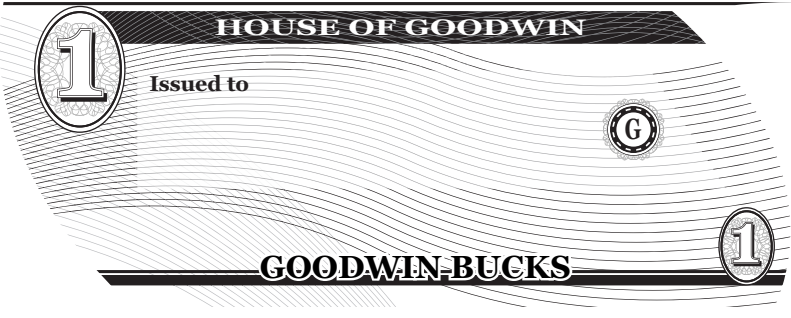 HOUSE OF GOODWIN
1
Issued to
G
1
GOODWIN BUCKS